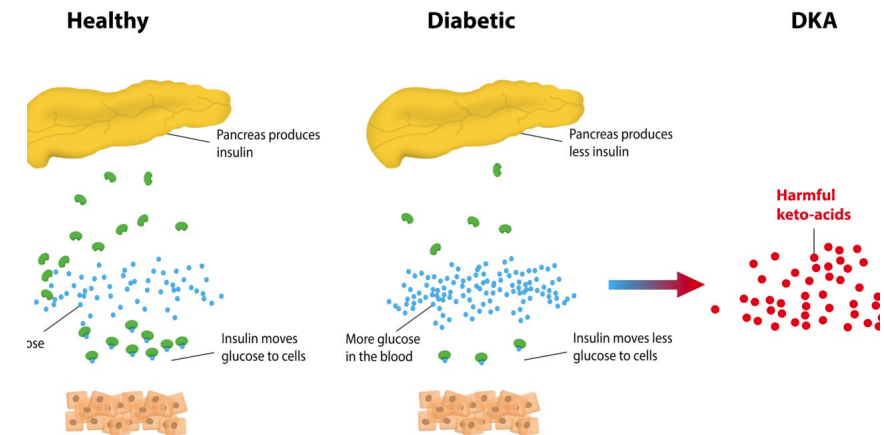 Healthy
Diabetic
DKA
Pancreas produces
insulin
Pancreas produces
less insulin
Harmful
keto-acids
ose
Insulin moves
glucose to cells
More glucose
in the blood
Insulin moves less
glucose to cells